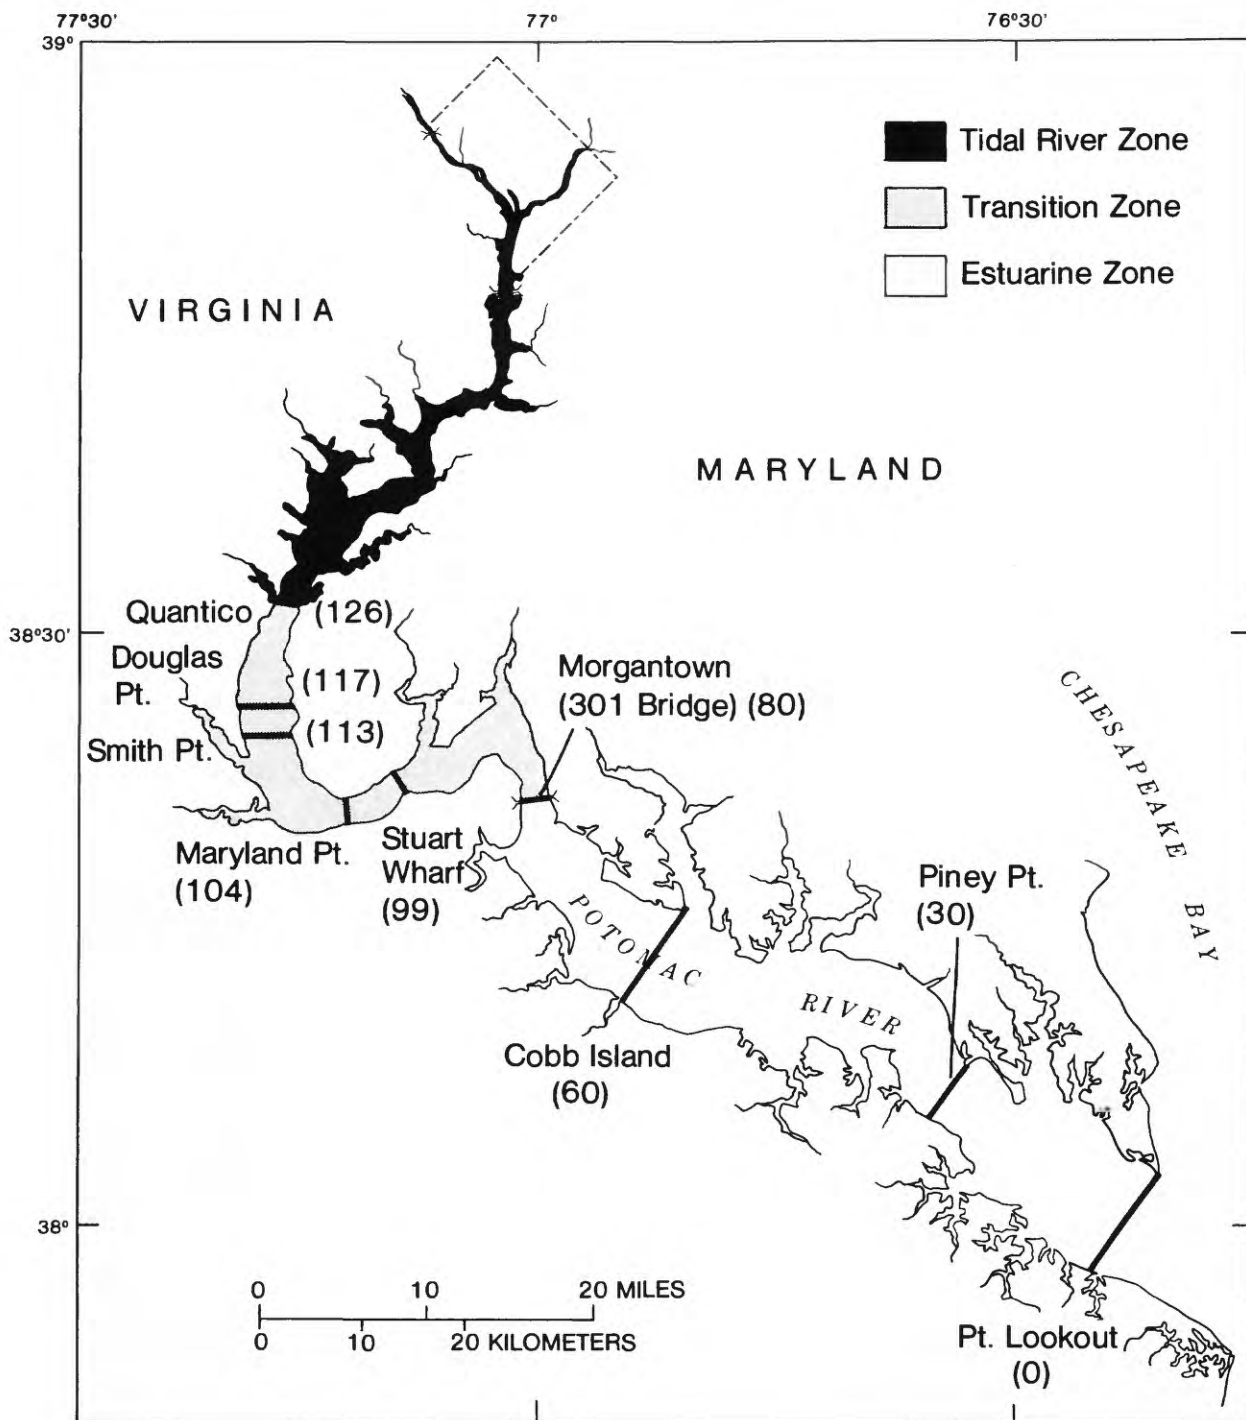 77°30'
77°
76°30'
39°
Tidal River Zone
Transition Zone
Estuarine Zone
VIRGINIA
MARYLAND
Quantico
(126)
38°30'
Douglas
Pt.
(117)
Smith Pt.
(113)
Morgantown
(301 Bridge) (80)
CHESAPEAKE BAY
Maryland Pt.
(104)
Stuart
Wharf
(99)
Piney Pt.
(30)
POTOMAC RIVER
Cobb Island
(60)
38°
0 10 20 MILES
0 10 20 KILOMETERS
Pt. Lookout
(0)